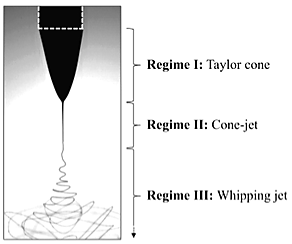 Regime I: Taylor cone
Regime II: Cone-jet
Regime III: Whipping jet